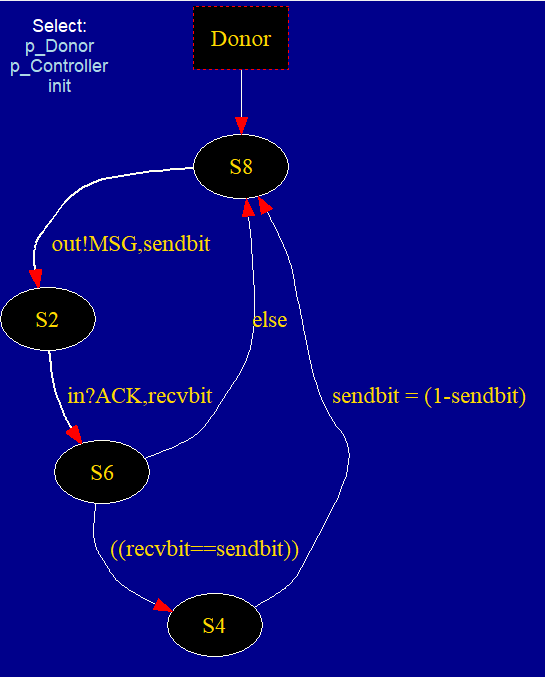 Select:
p_Donor
p_Controller
init
Donor
S8
out!MSG,sendbit
S2
else
in?ACK,recvbit
sendbit = (1-sendbit)
S6
((recvbit==sendbit))
S4